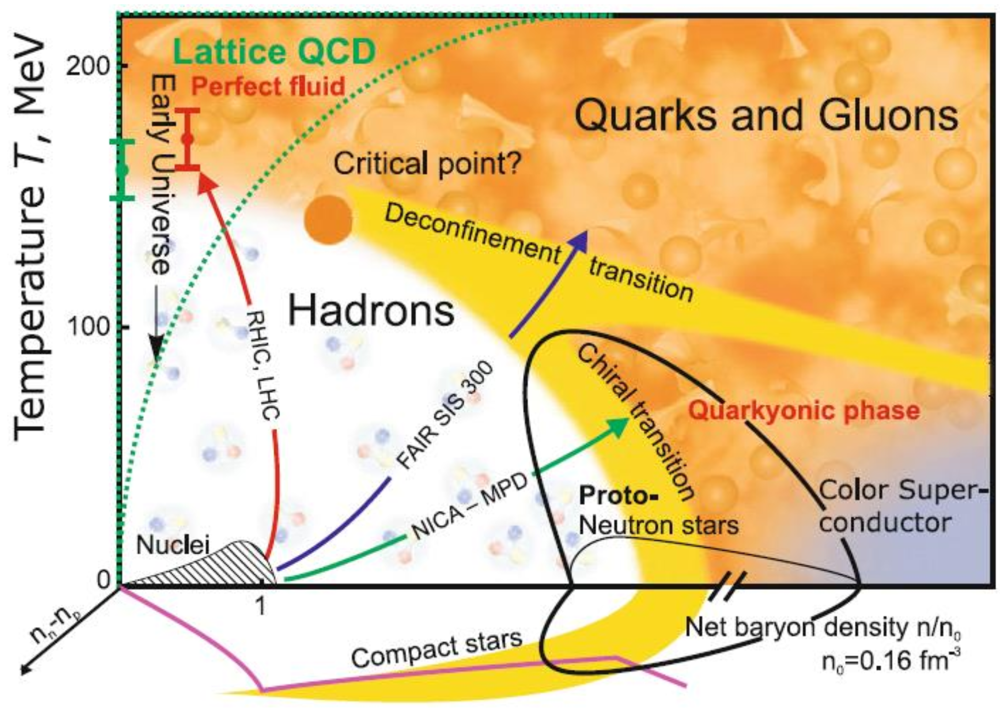 Temperature T, MeV
200
100
0
Lattice QCD
Perfect fluid
Early Universe
Quarks and Gluons
Critical point?
Deconfinement transition
Hadrons
RHIC, LHC
FAIR SIS 300
NICA – MPD
Chiral transition
Quarkyonic phase
Proto-
Neutron stars
Color Super-
conductor
Nuclei
1
nₙ-nₚ
Compact stars
Net baryon density n/n₀
n₀=0.16 fm⁻³